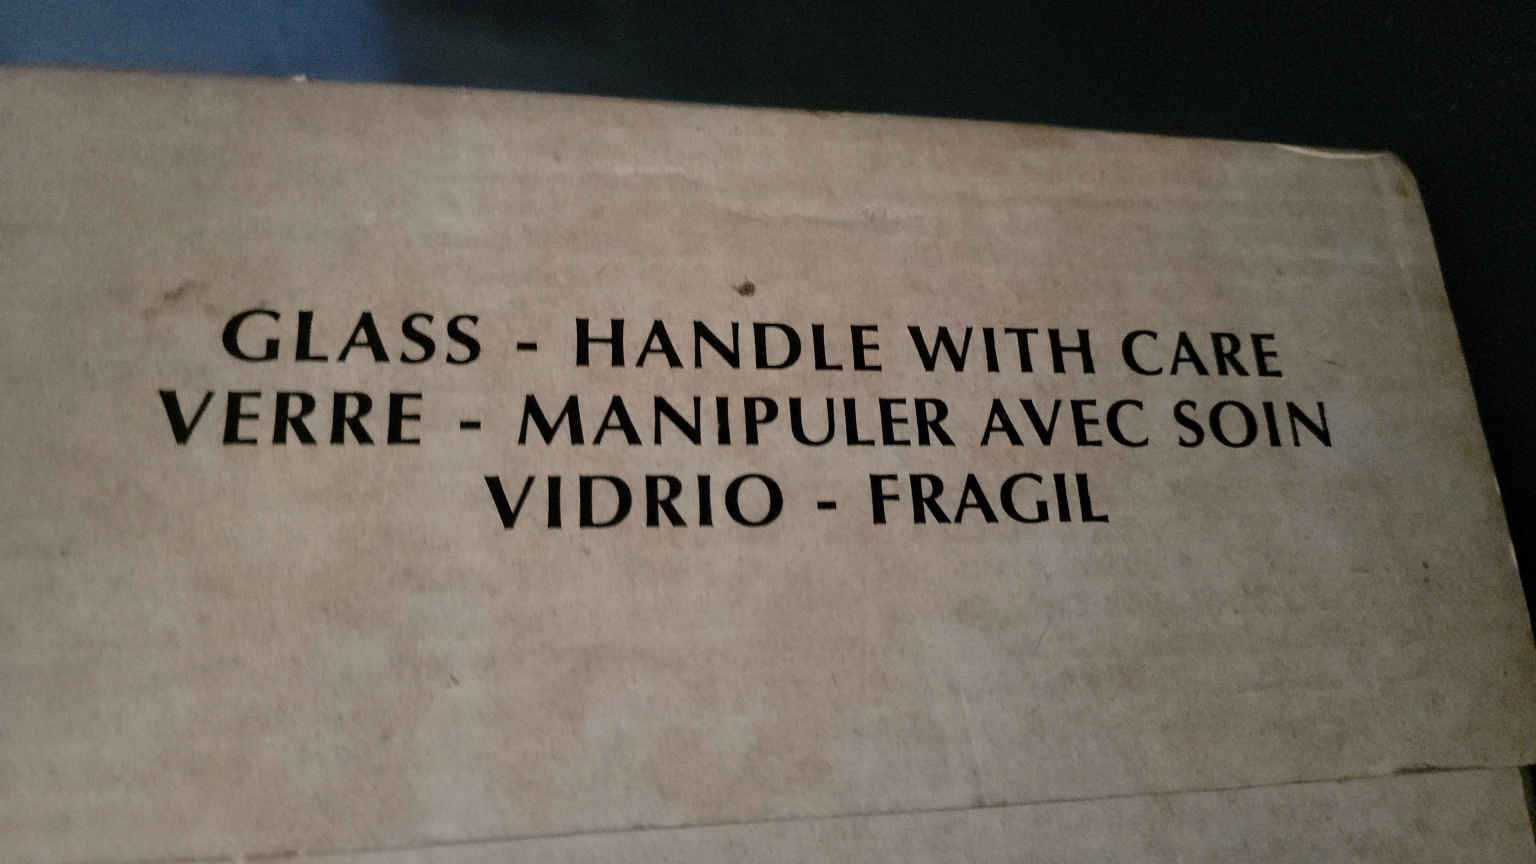 GLASS - HANDLE WITH CARE
VERRE - MANIPULER AVEC SOIN
VIDRIO - FRAGIL